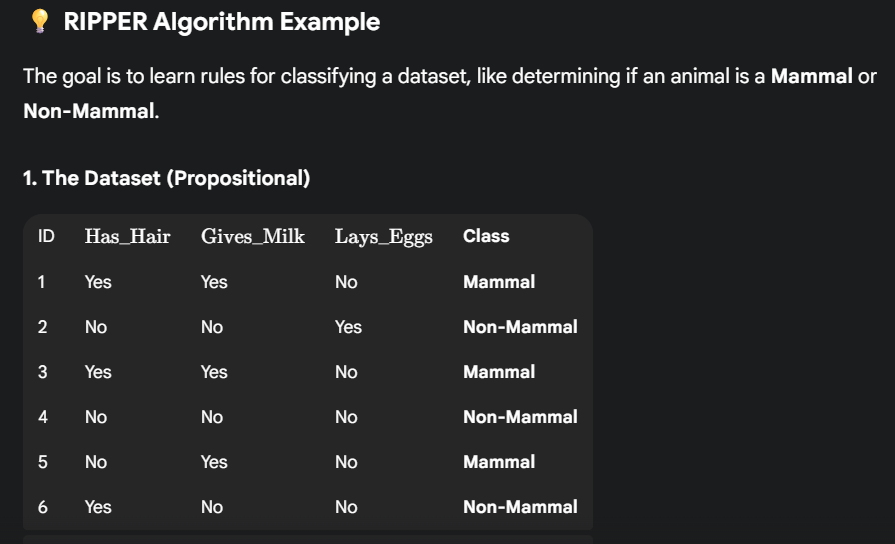 💡 RIPPER Algorithm Example
The goal is to learn rules for classifying a dataset, like determining if an animal is a Mammal or
Non-Mammal.
1. The Dataset (Propositional)
ID Has_Hair Gives_Milk Lays_Eggs Class
1 Yes Yes No Mammal
2 No No Yes Non-Mammal
3 Yes Yes No Mammal
4 No No No Non-Mammal
5 No Yes No Mammal
6 Yes No No Non-Mammal